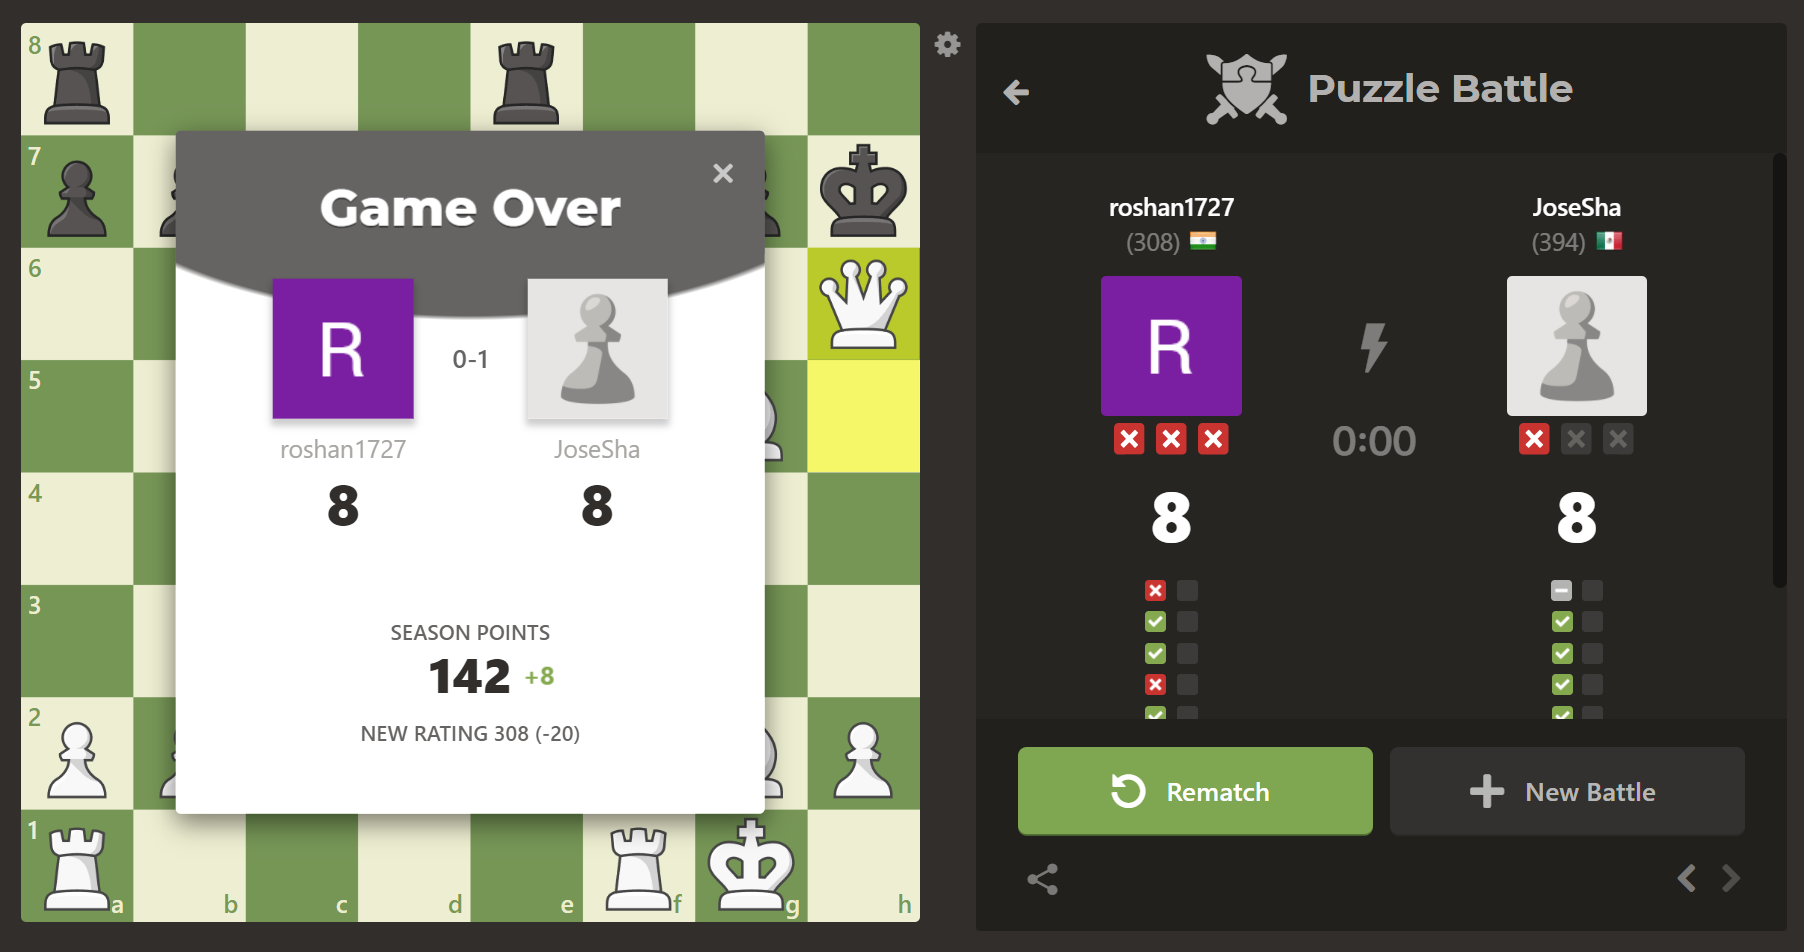 8
7
6
5
4
3
2
1
a
b
c
d
e
f
g
h
Game Over
R
0-1
roshan1727
JoseSha
8
8
SEASON POINTS
142 +8
NEW RATING 308 (-20)
Puzzle Battle
roshan1727
JoseSha
(308)
(394)
R
0:00
8
8
Rematch
New Battle